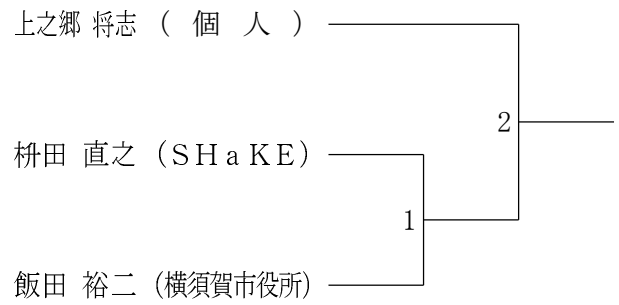 上之郷 将志 ( 個 人 )
2
枡田 直之 (SHaKE)
1
飯田 裕二 (横須賀市役所)